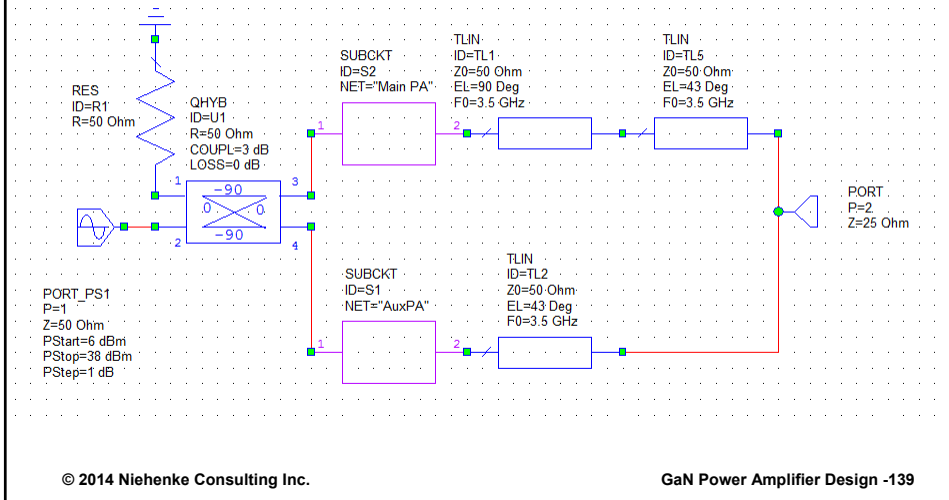 RES
ID=R1
R=50 Ohm
QHYB
ID=U1
R=50 Ohm
COUPL=3 dB
LOSS=0 dB
1
3
-90
0
0
-90
2
4
SUBCKT
ID=S2
NET="Main PA"
1
2
TLIN
ID=TL1
Z0=50 Ohm
EL=90 Deg
F0=3.5 GHz
TLIN
ID=TL5
Z0=50 Ohm
EL=43 Deg
F0=3.5 GHz
PORT
P=2
Z=25 Ohm
PORT_PS1
P=1
Z=50 Ohm
PStart=6 dBm
PStop=38 dBm
PStep=1 dB
SUBCKT
ID=S1
NET="AuxPA"
1
2
TLIN
ID=TL2
Z0=50 Ohm
EL=43 Deg
F0=3.5 GHz
© 2014 Niehenke Consulting Inc.
GaN Power Amplifier Design -139